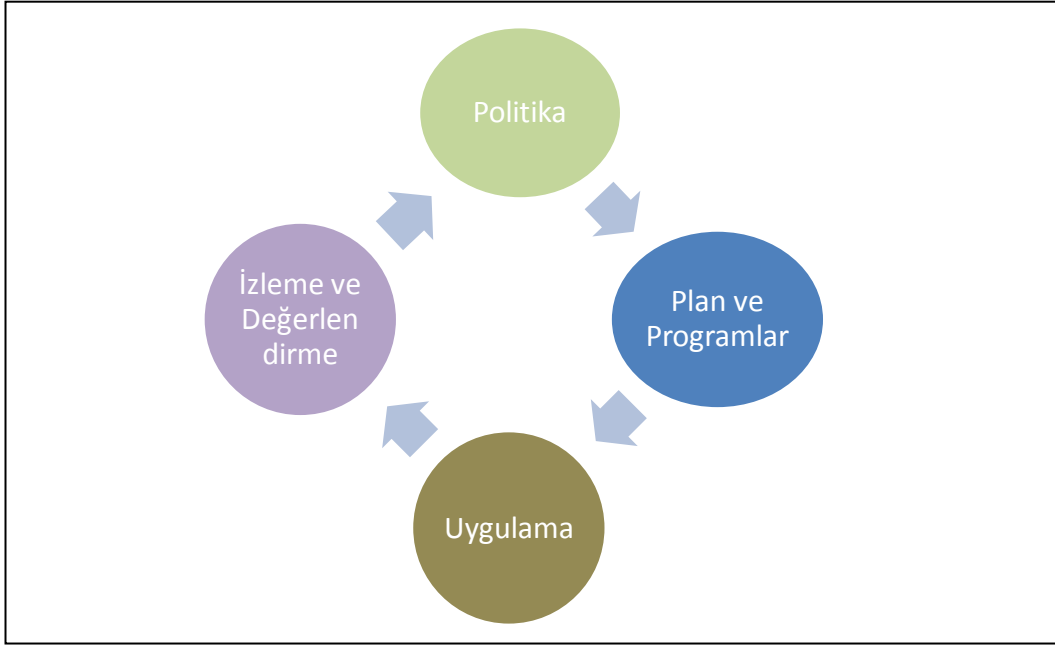 Politika
Plan ve
Programlar
Uygulama
İzleme ve
Değerlen
dirme